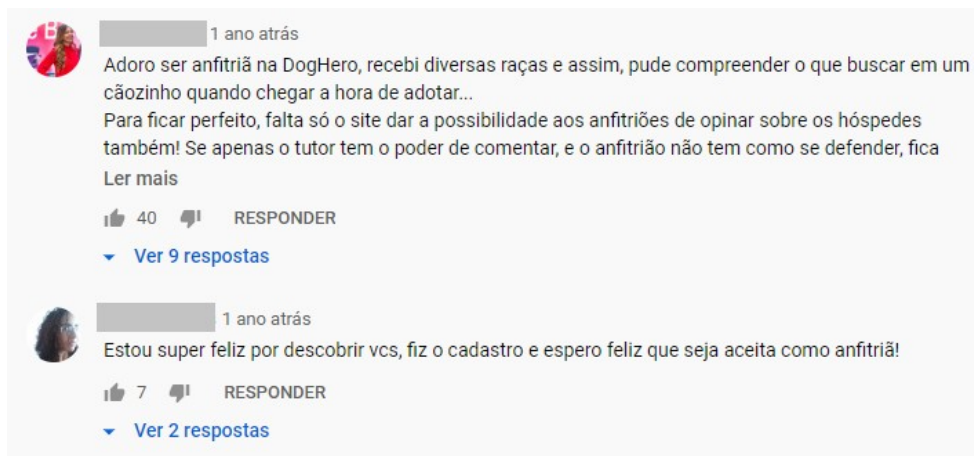 1 ano atrás
Adoro ser anfitriã na DogHero, recebi diversas raças e assim, pude compreender o que buscar em um
cãozinho quando chegar a hora de adotar...
Para ficar perfeito, falta só o site dar a possibilidade aos anfitriões de opinar sobre os hóspedes
também! Se apenas o tutor tem o poder de comentar, e o anfitrião não tem como se defender, fica
Ler mais
40 RESPONDER
Ver 9 respostas
1 ano atrás
Estou super feliz por descobrir vcs, fiz o cadastro e espero feliz que seja aceita como anfitriã!
7 RESPONDER
Ver 2 respostas